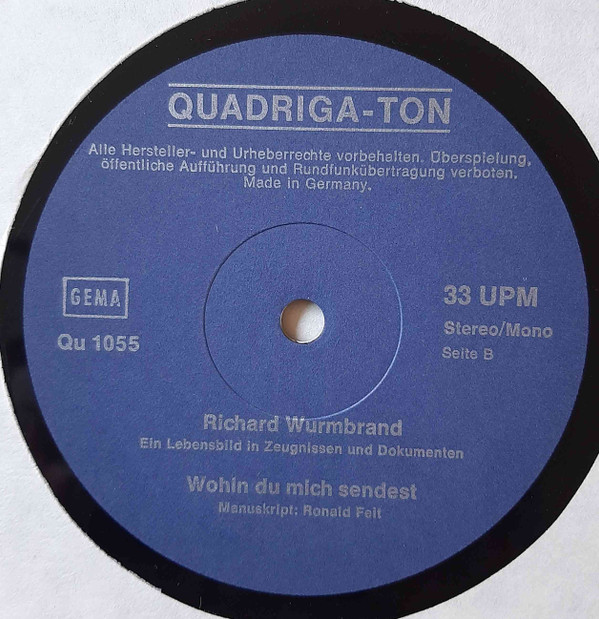 QUADRIGA-TON
Alle Hersteller- und Urheberrechte vorbehalten. Überspielung,
öffentliche Aufführung und Rundfunkübertragung verboten.
Made in Germany.
GEMA
Qu 1055
33 UPM
Stereo/Mono
Seite B
Richard Wurmbrand
Ein Lebensbild in Zeugnissen und Dokumenten
Wohin du mich sendest
Manuskript: Ronald Feit